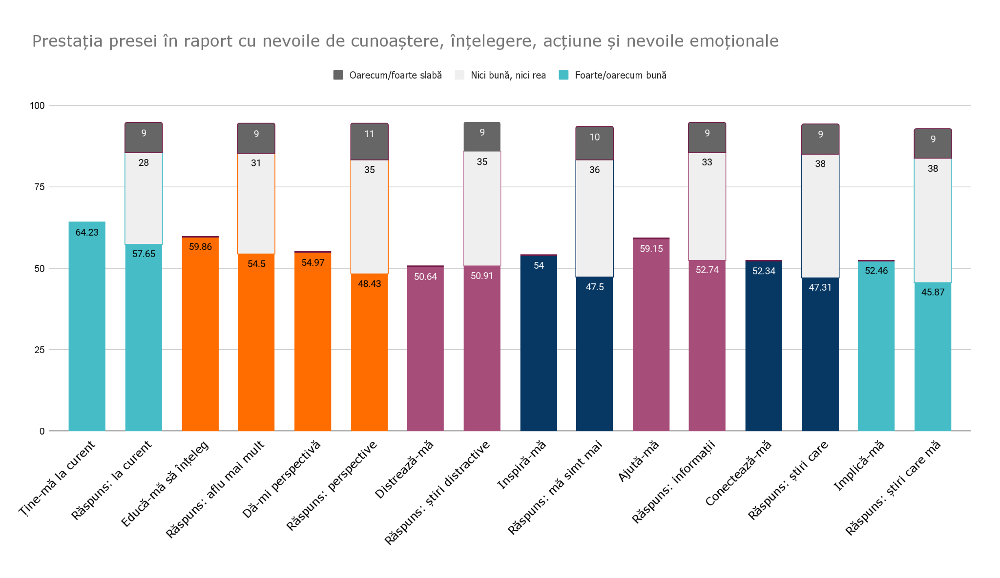 Prestația presei în raport cu nevoile de cunoaștere, înțelegere, acțiune și nevoile emoționale
Oarecum/foarte slabă Nici bună, nici rea Foarte/oarecum bună
100
75
50
25
0
64.23
9
28
57.65
59.86
9
31
54.5
54.97
11
35
48.43
50.64
9
35
50.91
54
10
36
47.5
59.15
9
33
52.74
52.34
9
38
47.31
52.46
9
38
45.87
Ține-mă la curent
Răspuns: la curent
Educă-mă să înțeleg
Răspuns: aflu mai mult
Dă-mi perspectivă
Răspuns: perspective
Distrează-mă
Răspuns: știri distractive
Inspiră-mă
Răspuns: mă simt mai
Ajută-mă
Răspuns: informații
Conectează-mă
Răspuns: știri care
Implică-mă
Răspuns: știri care mă